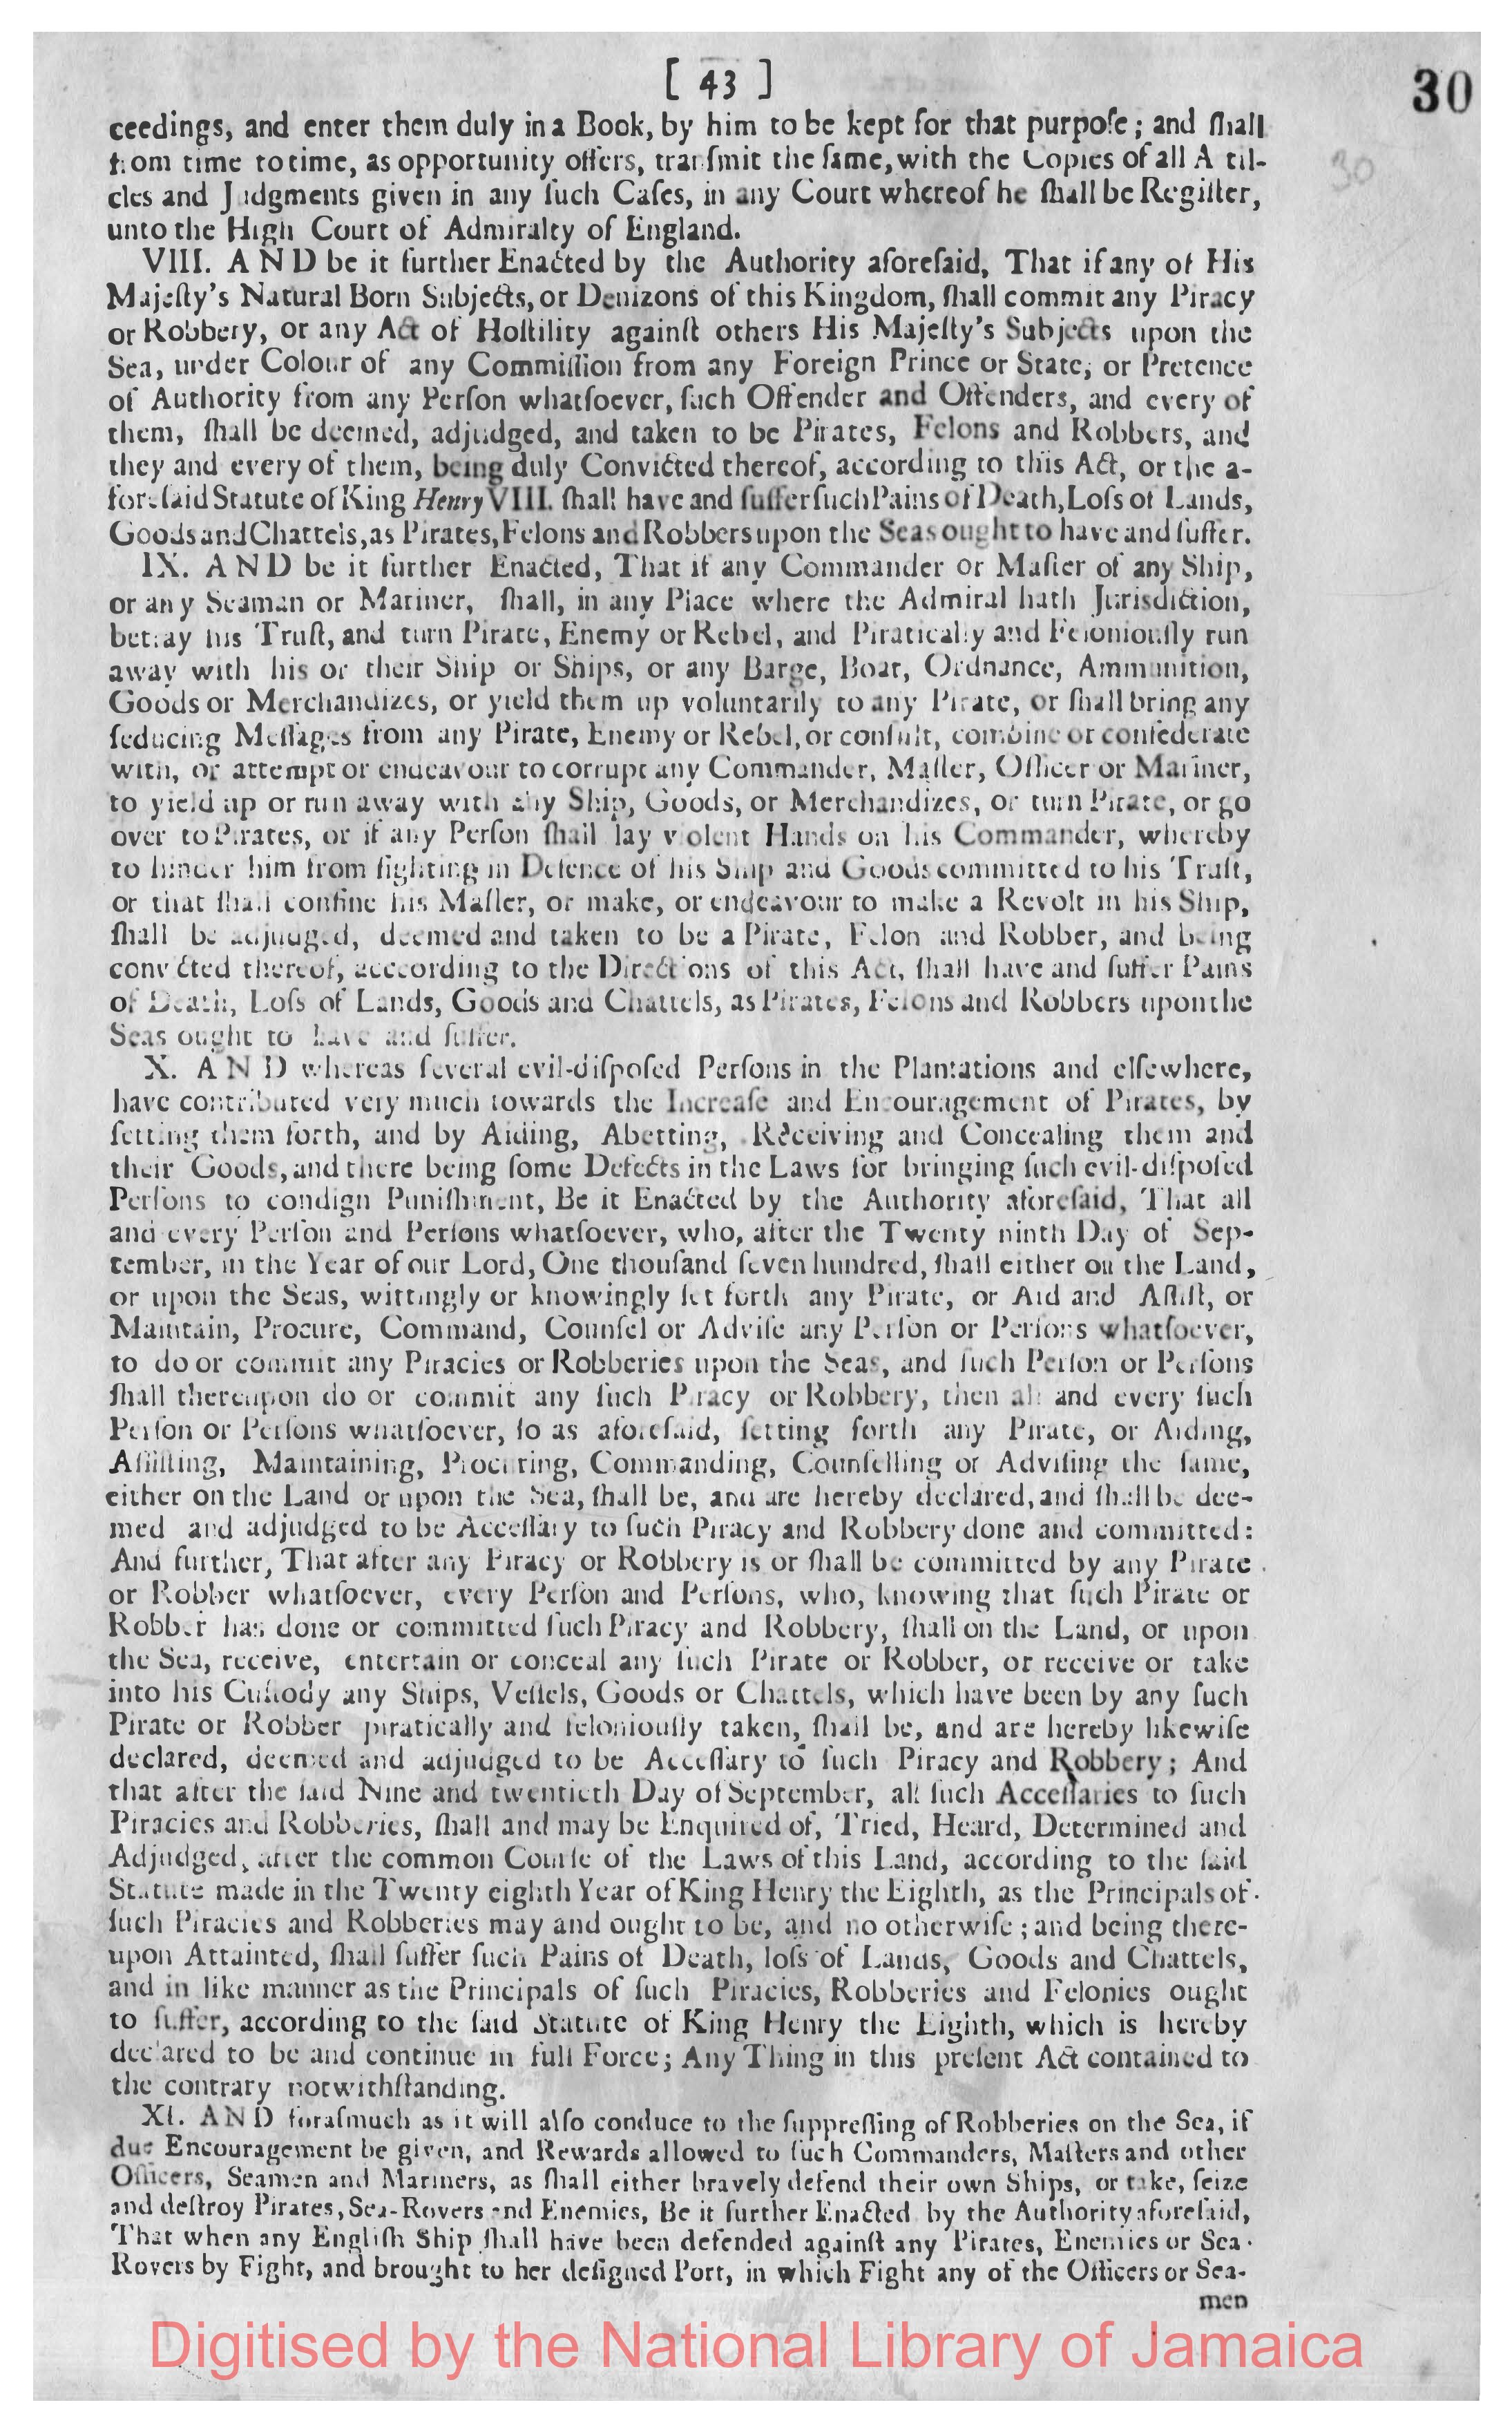 [ 43 ]
30
30
ceedings, and enter them duly in a Book, by him to be kept for that purpoſe; and ſhall
from time to time, as opportunity offers, tranſmit the ſame, with the Copies of all A til-
cles and Judgments given in any ſuch Caſes, in any Court whereof he ſhall be Regiſter,
unto the High Court of Admiralty of England.
VIII. AND be it further Enacted by the Authority aforeſaid, That if any of His
Majeſty's Natural Born Subjects, or Denizons of this Kingdom, ſhall commit any Piracy
or Robbery, or any Act of Hoſtility againſt others His Majeſty's Subjects upon the
Sea, under Colour of any Commiſſion from any Foreign Prince or State, or Pretence
of Authority from any Perſon whatſoever, ſuch Offender and Offenders, and every of
them, ſhall be deemed, adjudged, and taken to be Pirates, Felons and Robbers, and
they and every of them, being duly Convicted thereof, according to this Act, or the a-
foreſaid Statute of King Henry VIII. ſhall have and ſuffer ſuch Pains of Death, Loſs of Lands,
Goods and Chattels, as Pirates, Felons and Robbers upon the Seas ought to have and ſuffer.
IX. AND be it further Enacted, That if any Commander or Maſter of any Ship,
or any Seaman or Mariner, ſhall, in any Place where the Admiral hath Jurisdiction,
betray his Truſt, and turn Pirate, Enemy or Rebel, and Piratically and Feloniouſly run
away with his or their Ship or Ships, or any Barge, Boat, Ordnance, Ammunition,
Goods or Merchandizes, or yield them up voluntarily to any Pirate, or ſhall bring any
ſeducing Meſſages from any Pirate, Enemy or Rebel, or conſult, combine or confederate
with, or attempt or endeavour to corrupt any Commander, Maſter, Officer or Mariner,
to yield up or run away with any Ship, Goods, or Merchandizes, or turn Pirate, or go
over to Pirates, or if any Perſon ſhall lay violent Hands on his Commander, whereby
to hinder him from fighting in Defence of his Ship and Goods committed to his Truſt,
or that ſhall confine his Maſter, or make, or endeavour to make a Revolt in his Ship,
ſhall be adjudged, deemed and taken to be a Pirate, Felon and Robber, and being
convicted thereof, acccording to the Directions of this Act, ſhall have and ſuffer Pains
of Death, Loſs of Lands, Goods and Chattels, as Pirates, Felons and Robbers upon the
Seas ought to have and ſuffer.
X. AND whereas ſeveral evil-diſpoſed Perſons in the Plantations and elſewhere,
have contributed very much towards the Increaſe and Encouragement of Pirates, by
ſetting them forth, and by Aiding, Abetting, Receiving and Concealing them and
their Goods, and there being ſome Defects in the Laws for bringing ſuch evil-diſpoſed
Perſons to condign Puniſhment, Be it Enacted by the Authority aforeſaid, That all
and every Perſon and Perſons whatſoever, who, after the Twenty ninth Day of Sep-
tember, in the Year of our Lord, One thouſand ſeven hundred, ſhall either on the Land,
or upon the Seas, wittingly or knowingly ſet forth any Pirate, or Aid and Aſſiſt, or
Maintain, Procure, Command, Counſel or Adviſe any Perſon or Perſons whatſoever,
to do or commit any Piracies or Robberies upon the Seas, and ſuch Perſon or Perſons
ſhall thereupon do or commit any ſuch Piracy or Robbery, then all and every ſuch
Perſon or Perſons whatſoever, ſo as aforeſaid, ſetting forth any Pirate, or Aiding,
Aſſiſting, Maintaining, Procuring, Commanding, Counſelling or Adviſing the ſame,
either on the Land or upon the Sea, ſhall be, and are hereby declared, and ſhall be dee-
med and adjudged to be Acceſſary to ſuch Piracy and Robbery done and committed:
And further, That after any Piracy or Robbery is or ſhall be committed by any Pirate
or Robber whatſoever, every Perſon and Perſons, who, knowing that ſuch Pirate or
Robber has done or committed ſuch Piracy and Robbery, ſhall on the Land, or upon
the Sea, receive, entertain or conceal any ſuch Pirate or Robber, or receive or take
into his Cuſtody any Ships, Veſſels, Goods or Chattels, which have been by any ſuch
Pirate or Robber piratically and feloniouſly taken, ſhall be, and are hereby likewiſe
declared, deemed and adjudged to be Acceſſary to ſuch Piracy and Robbery; And
that after the ſaid Nine and twentieth Day of September, all ſuch Acceſſaries to ſuch
Piracies and Robberies, ſhall and may be Enquired of, Tried, Heard, Determined and
Adjudged, after the common Courſe of the Laws of this Land, according to the ſaid
Statute made in the Twenty eighth Year of King Henry the Eighth, as the Principals of
ſuch Piracies and Robberies may and ought to be, and no otherwiſe; and being there-
upon Attainted, ſhall ſuffer ſuch Pains of Death, loſs of Lands, Goods and Chattels,
and in like manner as the Principals of ſuch Piracies, Robberies and Felonies ought
to ſuffer, according to the ſaid Statute of King Henry the Eighth, which is hereby
declared to be and continue in full Force; Any Thing in this preſent Act contained to
the contrary notwithſtanding.
XI. AND foraſmuch as it will alſo conduce to the ſuppreſſing of Robberies on the Sea, if
due Encouragement be given, and Rewards allowed to ſuch Commanders, Maſters and other
Officers, Seamen and Mariners, as ſhall either bravely defend their own Ships, or take, ſeize
and deſtroy Pirates, Sea-Rovers and Enemies, Be it further Enacted by the Authority aforeſaid,
That when any Engliſh Ship ſhall have been defended againſt any Pirates, Enemies or Sea-
Rovers by Fight, and brought to her deſigned Port, in which Fight any of the Officers or Sea-
men
Digitised by the National Library of Jamaica